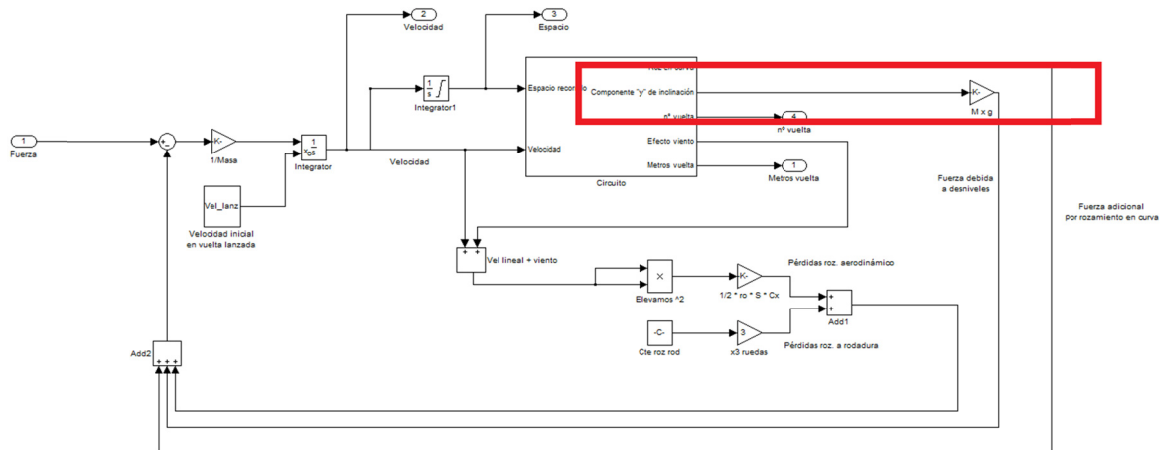 2
Velocidad
3
Espacio
Espacio recorrido
Componente "y" de inclinación
nº vuelta
Efecto viento
Velocidad
Metros vuelta
Circuito
1
s
Integrator1
K-
M x g
4
nº vuelta
1
Metros vuelta
1
Fuerza
+
-
K-
1/Masa
1
xo s
Integrator
Velocidad
Vel_lanz
Velocidad inicial
en vuelta lanzada
Fuerza debida
a desniveles
Fuerza adicional
por rozamiento en curva
+ +
Vel lineal + viento
Pérdidas roz. aerodinámico
×
Elevamos ^2
K-
1/2 * ro * S * Cx
+
+
Add1
-C-
Cte roz rod
3
x3 ruedas
Pérdidas roz. a rodadura
Add2
+ + +